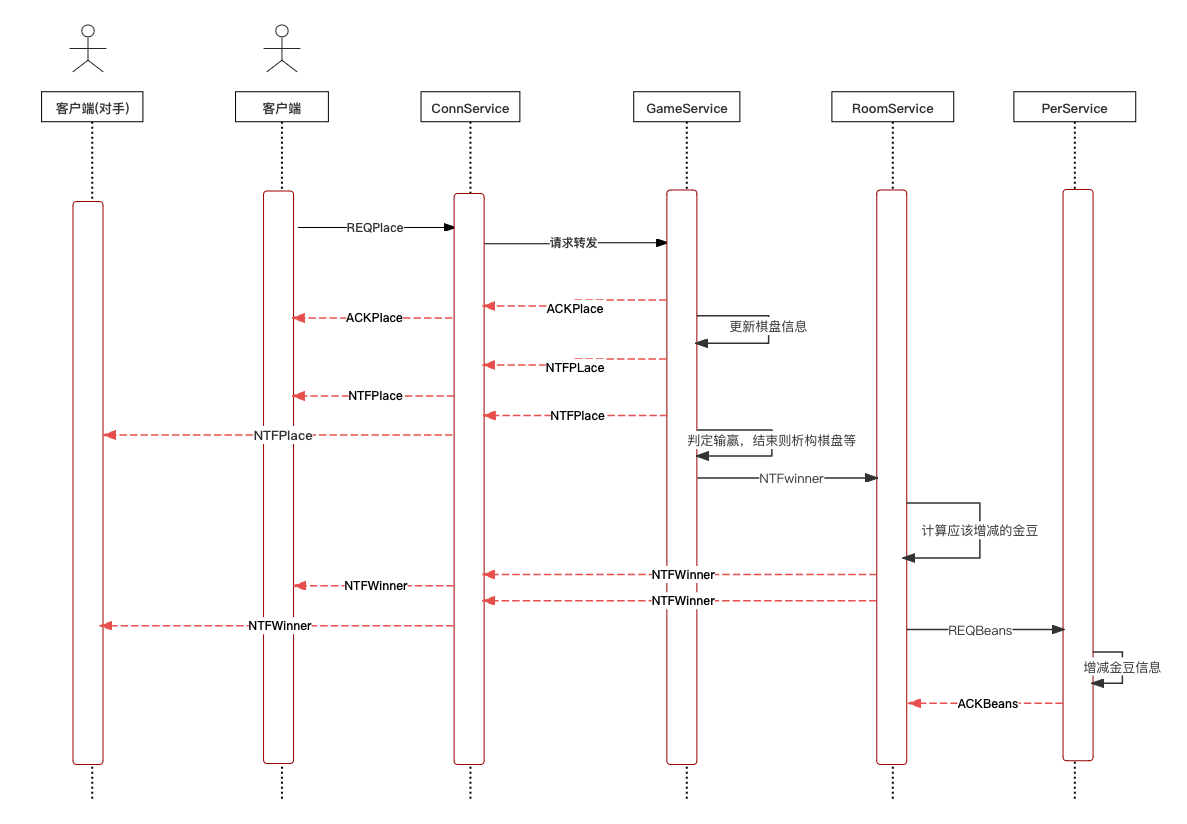 客户端(对手)
客户端
ConnService
GameService
RoomService
PerService
REQPlace
请求转发
ACKPlace
ACKPlace
更新棋盘信息
NTFPLace
NTFPlace
NTFPlace
NTFPlace
判定输赢，结束则析构棋盘等
NTFwinner
计算应该增减的金豆
NTFWinner
NTFWinner
NTFWinner
NTFWinner
REQBeans
增减金豆信息
ACKBeans